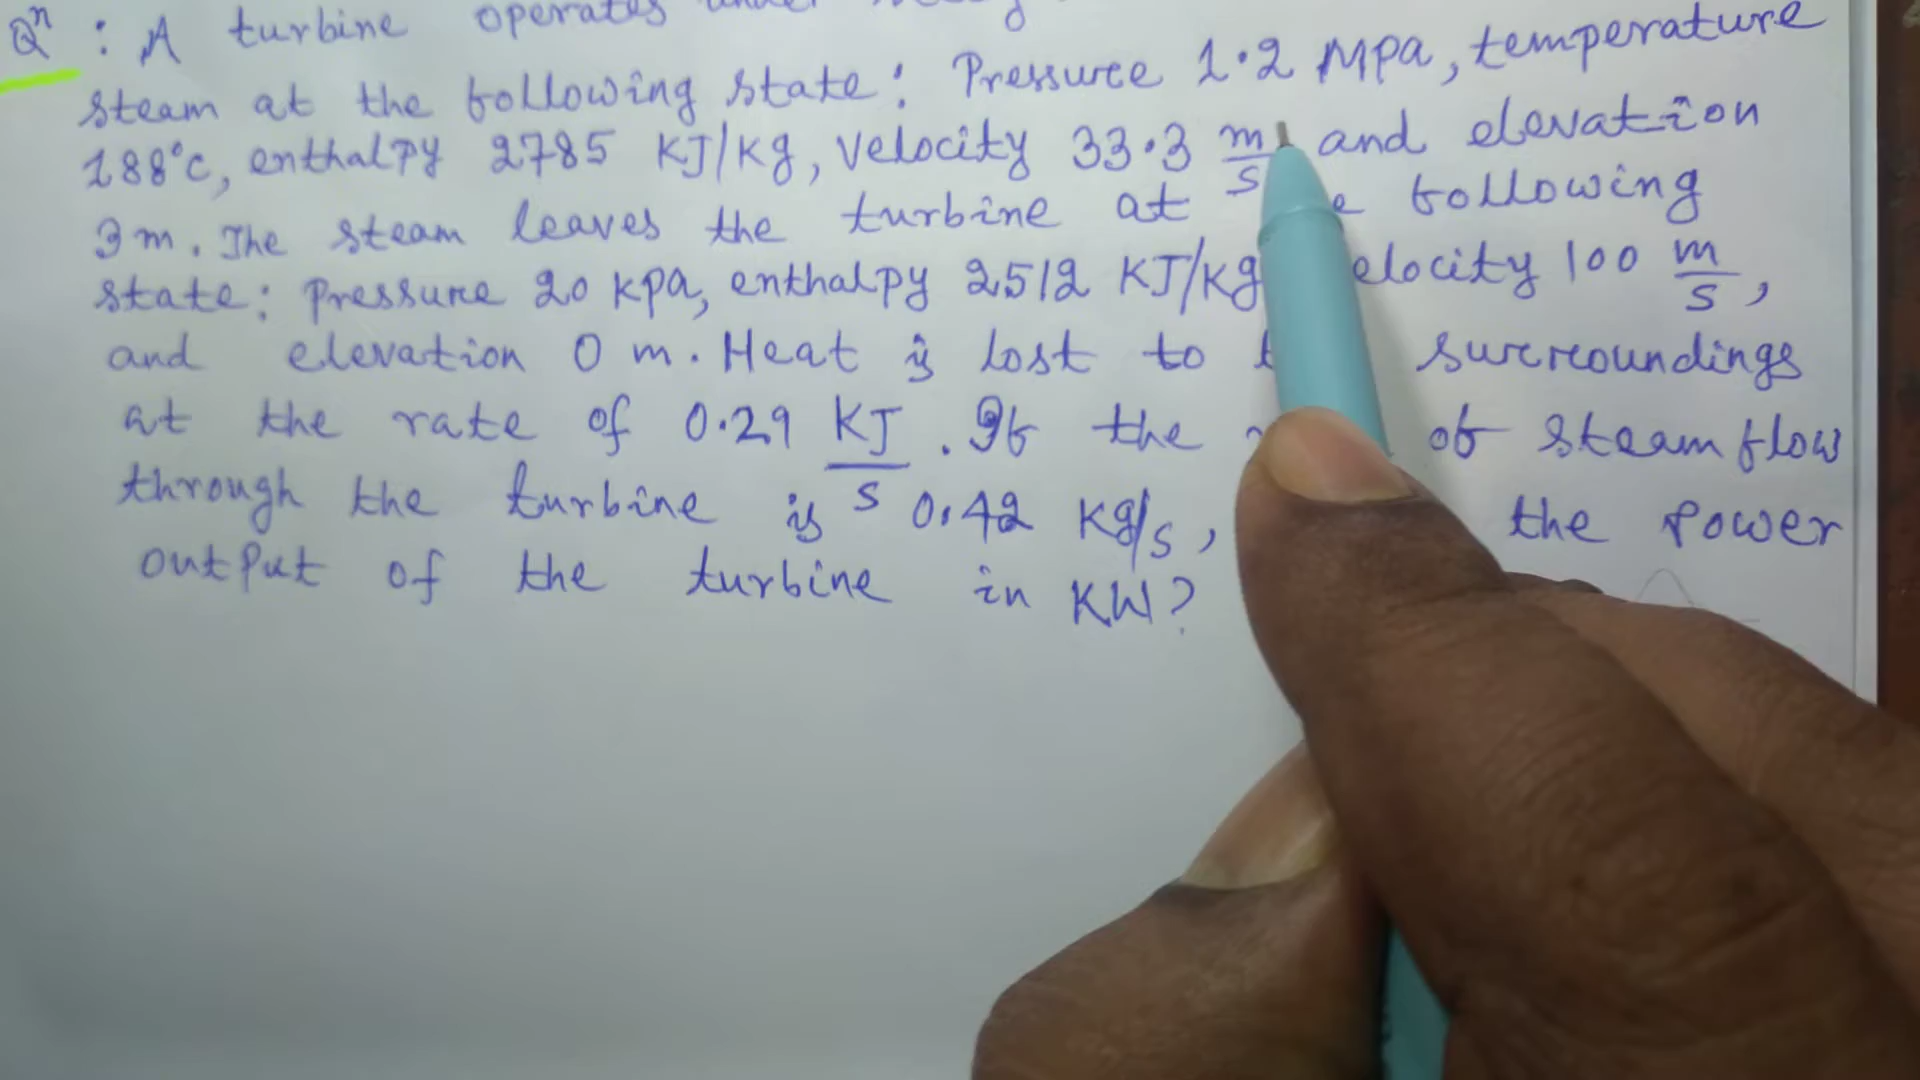 Qⁿ : A turbine operates under
steam at the following state: Pressure 1.2 MPa, temperature
188°C, enthalpy 2785 KJ/Kg, velocity 33.3 m/s and elevation
3 m. The steam leaves the turbine at following
state: Pressure 20 KPa, enthalpy 2512 KJ/Kg elocity 100 m/s,
and elevation 0 m. Heat is lost to surroundings
at the rate of 0.29 KJ/s. If the of steam flow
through the turbine is 0.42 Kg/s, the Power
output of the turbine in KW?